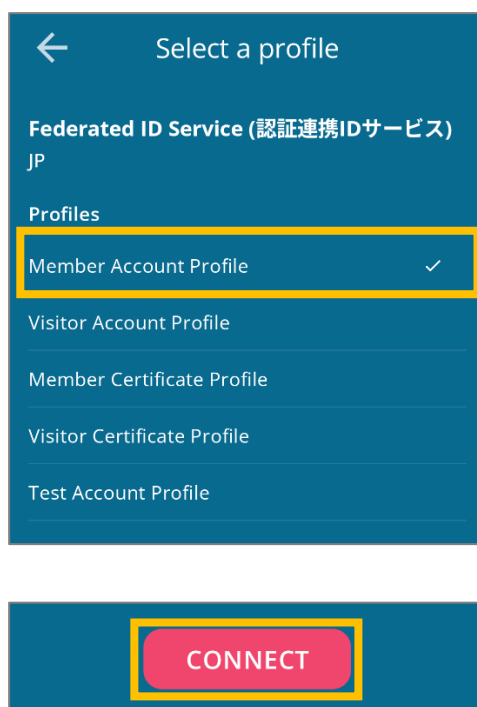 Select a profile
Federated ID Service (認証連携IDサービス)
JP
Profiles
Member Account Profile
Visitor Account Profile
Member Certificate Profile
Visitor Certificate Profile
Test Account Profile
CONNECT